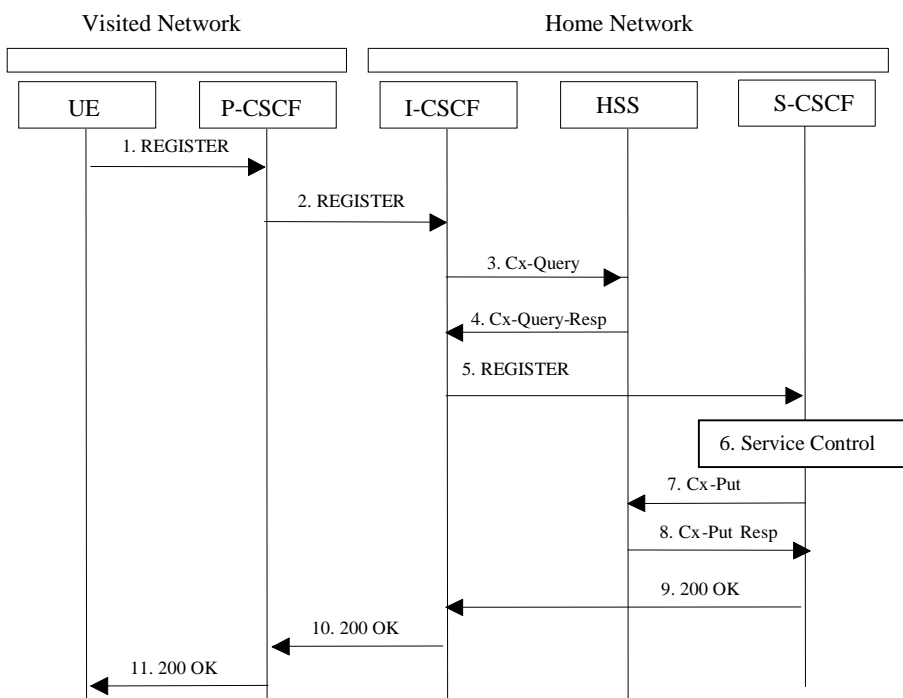 Visited Network
Home Network
UE
P-CSCF
I-CSCF
HSS
S-CSCF
1. REGISTER
2. REGISTER
3. Cx-Query
4. Cx-Query-Resp
5. REGISTER
6. Service Control
7. Cx-Put
8. Cx-Put Resp
9. 200 OK
10. 200 OK
11. 200 OK